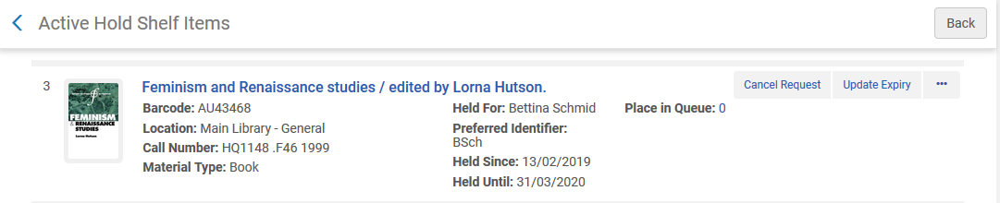 Active Hold Shelf Items
Back
3
FEMINISM
& RENAISSANCE
STUDIES
Lorna Hutson
Feminism and Renaissance studies / edited by Lorna Hutson.
Barcode: AU43468
Location: Main Library - General
Call Number: HQ1148 .F46 1999
Material Type: Book
Held For: Bettina Schmid
Preferred Identifier:
BSch
Held Since: 13/02/2019
Held Until: 31/03/2020
Place in Queue: 0
Cancel Request
Update Expiry
•••